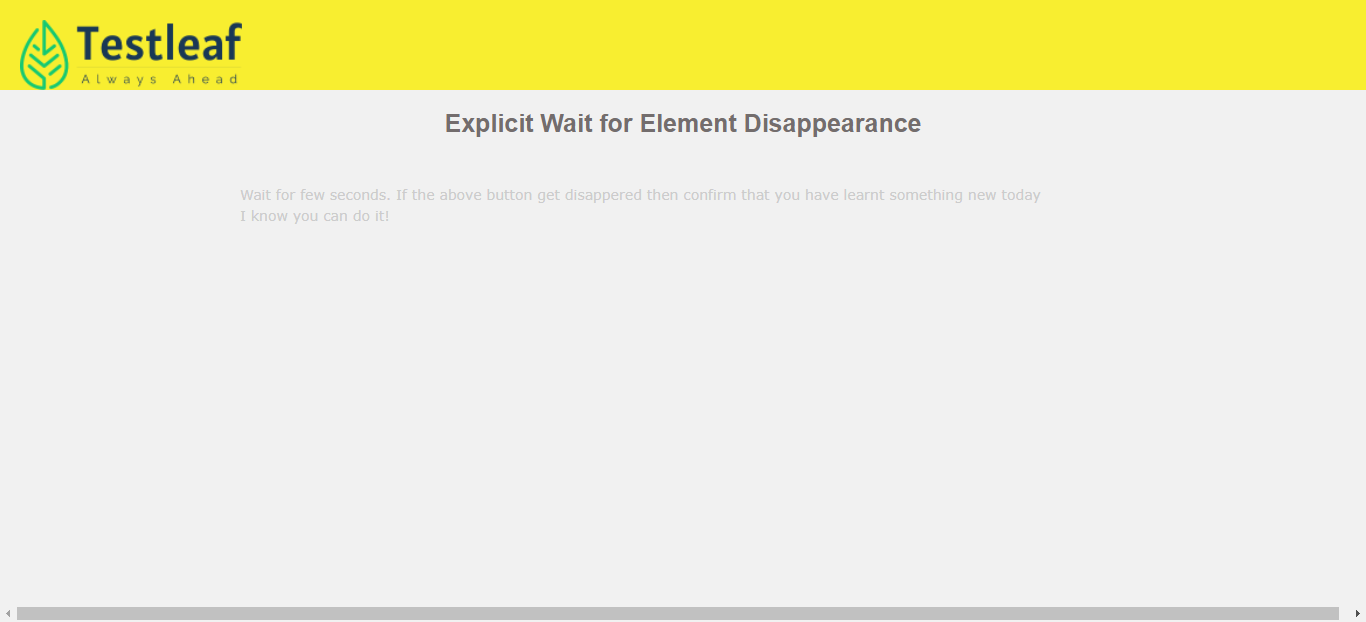 Testleaf
Always Ahead
Explicit Wait for Element Disappearance
Wait for few seconds. If the above button get disappered then confirm that you have learnt something new today
I know you can do it!